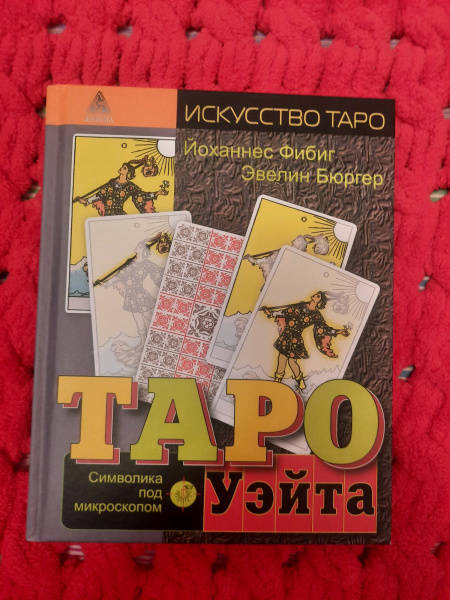 ИСКУССТВО ТАРО
Йоханнес Фибиг
Эвелин Бюргер
ТАРО
Символика
под
микроскопом
Уэйта